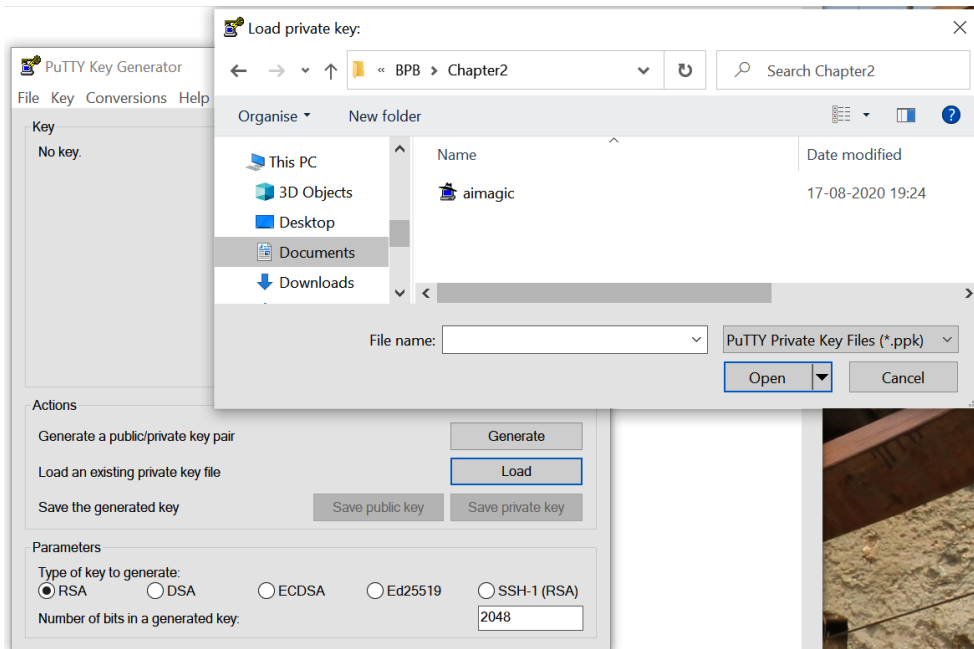 Load private key:
BPB > Chapter2
Search Chapter2
Organise
New folder
This PC
3D Objects
Desktop
Documents
Downloads
Name
Date modified
aimagic
17-08-2020 19:24
File name:
PuTTY Private Key Files (*.ppk)
Open
Cancel
PuTTY Key Generator
File Key Conversions Help
Key
No key.
Actions
Generate a public/private key pair
Generate
Load an existing private key file
Load
Save the generated key
Save public key
Save private key
Parameters
Type of key to generate:
RSA DSA ECDSA Ed25519 SSH-1 (RSA)
Number of bits in a generated key:
2048